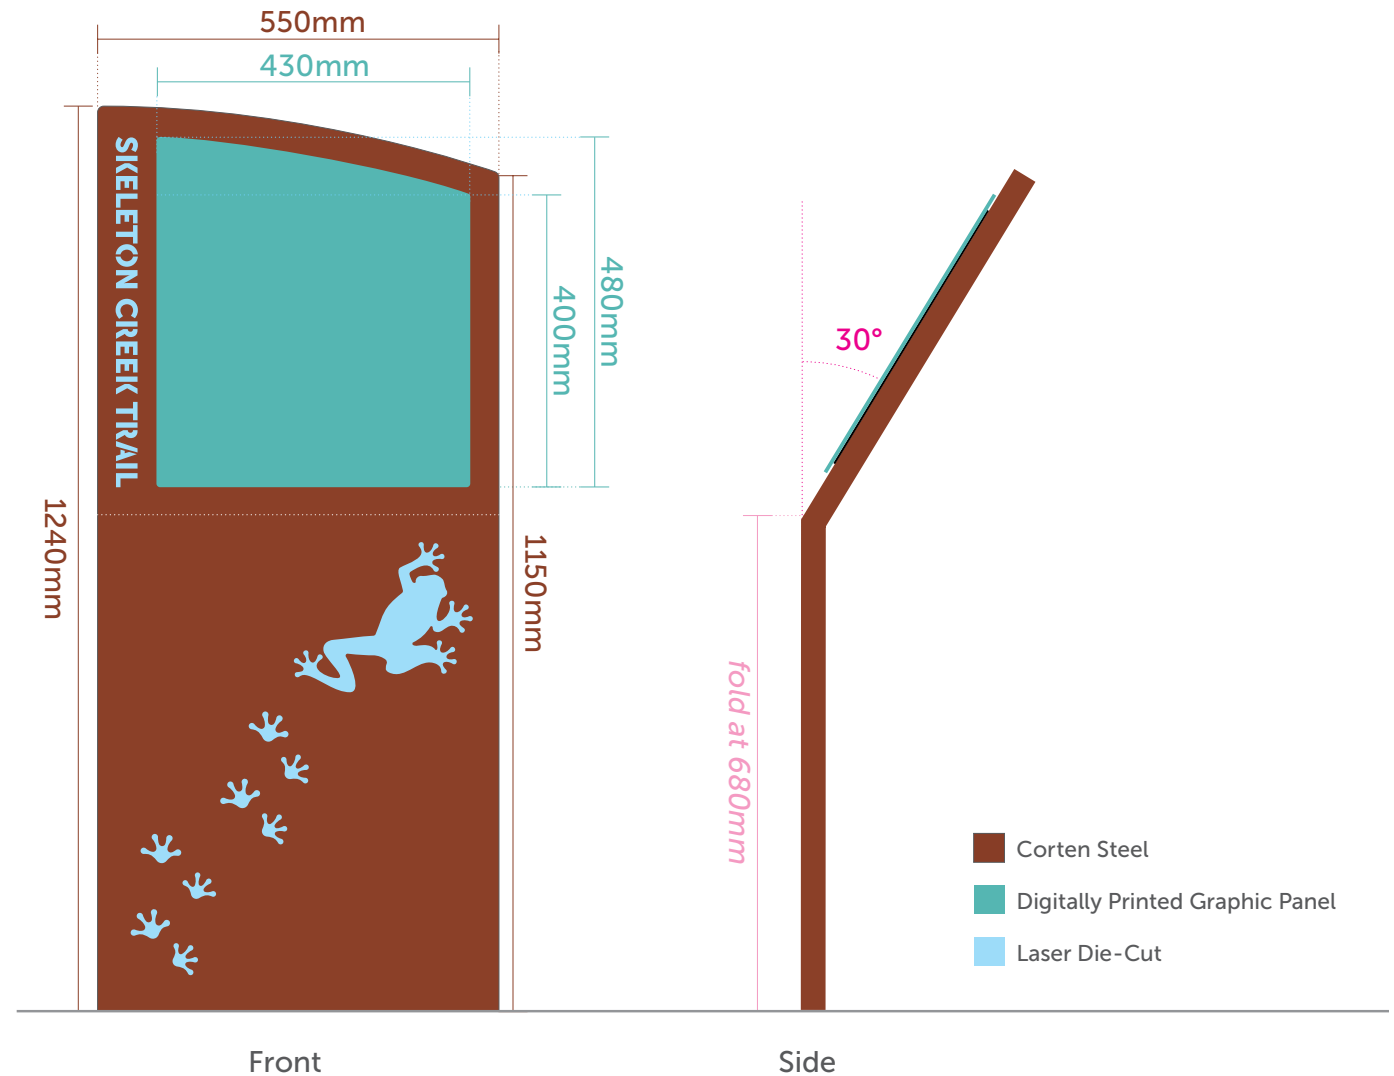 550mm
430mm
SKELETON CREEK TRAIL
480mm
400mm
1240mm
1150mm
30°
fold at 680mm
Corten Steel
Digitally Printed Graphic Panel
Laser Die-Cut
Front
Side